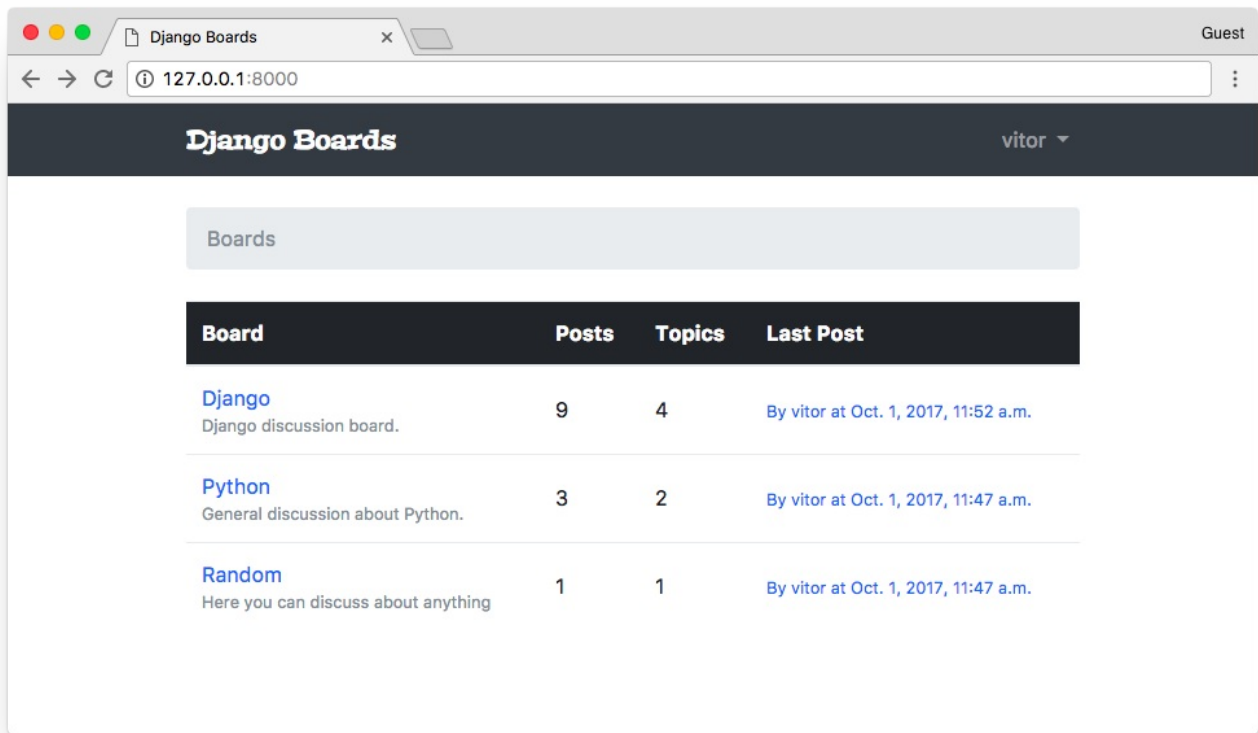 Django Boards
Guest
127.0.0.1:8000
Django Boards
vitor
Boards
Board Posts Topics Last Post
Django
Django discussion board.
9 4 By vitor at Oct. 1, 2017, 11:52 a.m.
Python
General discussion about Python.
3 2 By vitor at Oct. 1, 2017, 11:47 a.m.
Random
Here you can discuss about anything
1 1 By vitor at Oct. 1, 2017, 11:47 a.m.